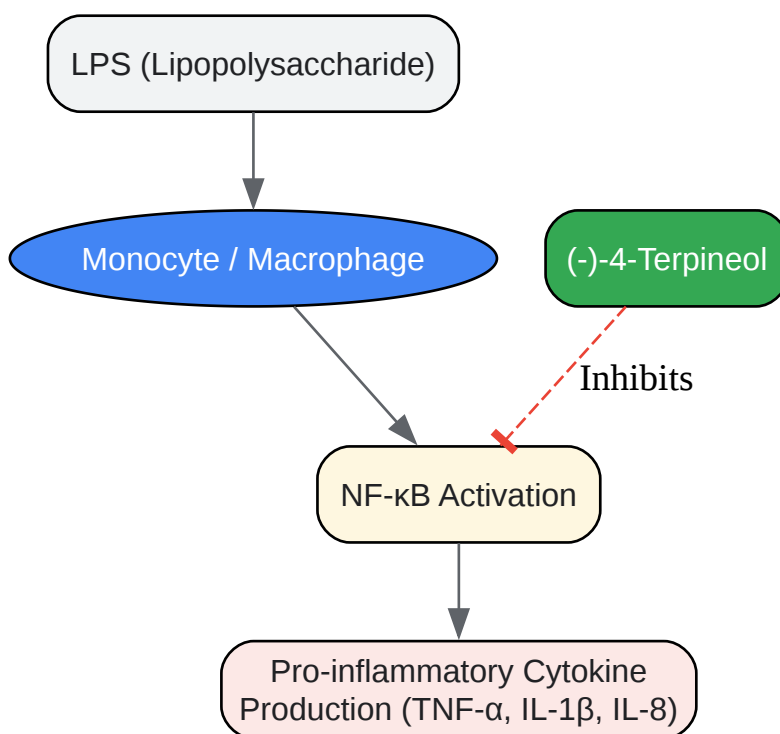 LPS (Lipopolysaccharide)
Monocyte / Macrophage
(-)-4-Terpineol
Inhibits
NF-κB Activation
Pro-inflammatory Cytokine
Production (TNF-α, IL-1β, IL-8)